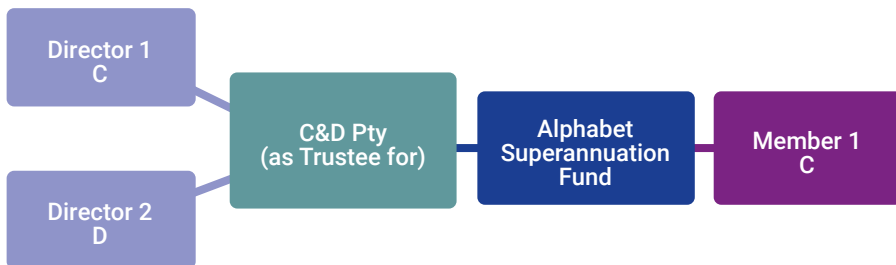 Director 1
C
C&D Pty
(as Trustee for)
Alphabet
Superannuation
Fund
Member 1
C
Director 2
D